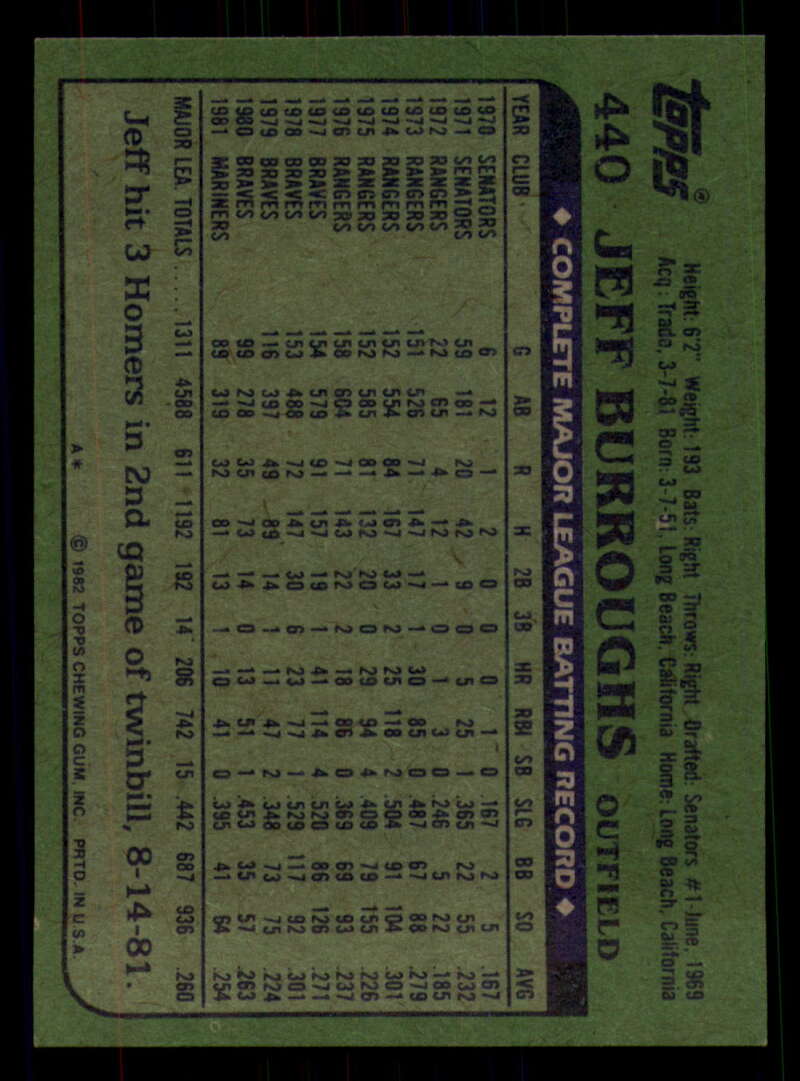 Topps®
Height: 6'2" Weight: 193 Bats: Right Throws: Right Drafted: Senators #1-June, 1969
Acq: Trade, 3-7-81 Born: 3-7-51, Long Beach, California Home: Long Beach, California
440 JEFF BURROUGHS OUTFIELD
◆ COMPLETE MAJOR LEAGUE BATTING RECORD ◆
YEAR CLUB G AB R H 2B 3B HR RBI SB SLG BB SO AVG
1970 SENATORS 6 12 1 2 0 0 0 1 0 .167 2 5 .167
1971 SENATORS 59 181 20 42 9 0 5 25 1 .365 22 55 .232
1972 RANGERS 22 65 4 12 1 0 1 3 0 .246 5 22 .185
1973 RANGERS 151 526 71 147 17 1 30 85 0 .487 67 88 .279
1974 RANGERS 152 554 84 167 33 2 25 118 2 .504 91 104 .301
1975 RANGERS 152 585 81 132 20 0 29 94 4 .409 79 155 .226
1976 RANGERS 158 604 71 143 22 2 18 86 0 .369 69 93 .237
1977 BRAVES 154 579 91 157 19 1 41 114 4 .520 86 126 .271
1978 BRAVES 153 488 72 147 30 6 23 77 1 .529 117 92 .301
1979 BRAVES 116 397 49 89 14 1 11 47 2 .348 73 75 .224
1980 BRAVES 99 278 35 73 14 0 13 51 1 .453 35 57 .263
1981 MARINERS 89 319 32 81 13 1 10 41 0 .395 41 64 .254
MAJOR LEA. TOTALS ..... 1311 4588 611 1192 192 14 206 742 15 .442 687 936 .260
Jeff hit 3 Homers in 2nd game of twinbill, 8-14-81.
A* © 1982 TOPPS CHEWING GUM, INC. PRTD. IN U.S.A.